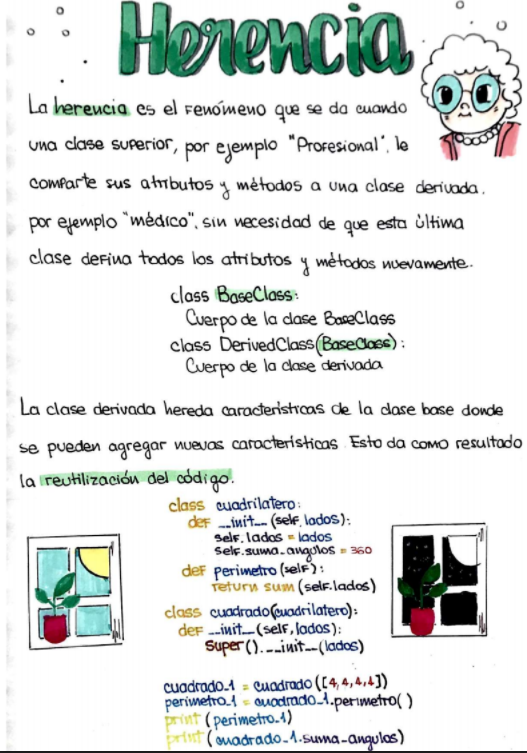 Herencia
La herencia es el fenómeno que se da cuando
una clase superior, por ejemplo "Profesional", le
comparte sus atributos y métodos a una clase derivada,
por ejemplo "médico", sin necesidad de que esta última
clase defina todos los atributos y métodos nuevamente.
class BaseClass:
Cuerpo de la clase BaseClass
class DerivedClass(BaseClass):
Cuerpo de la clase derivada
La clase derivada hereda características de la clase base donde
se pueden agregar nuevas características. Esto da como resultado
la reutilización del código.
class cuadrilatero:
def __init__(self, lados):
self.lados = lados
self.suma_angulos = 360
def perimetro(self):
return sum(self.lados)
class cuadrado(cuadrilatero):
def __init__(self, lados):
super().__init__(lados)
cuadrado_1 = cuadrado([4,4,4,4])
perimetro_1 = cuadrado_1.perimetro()
print(perimetro_1)
print(cuadrado_1.suma_angulos)